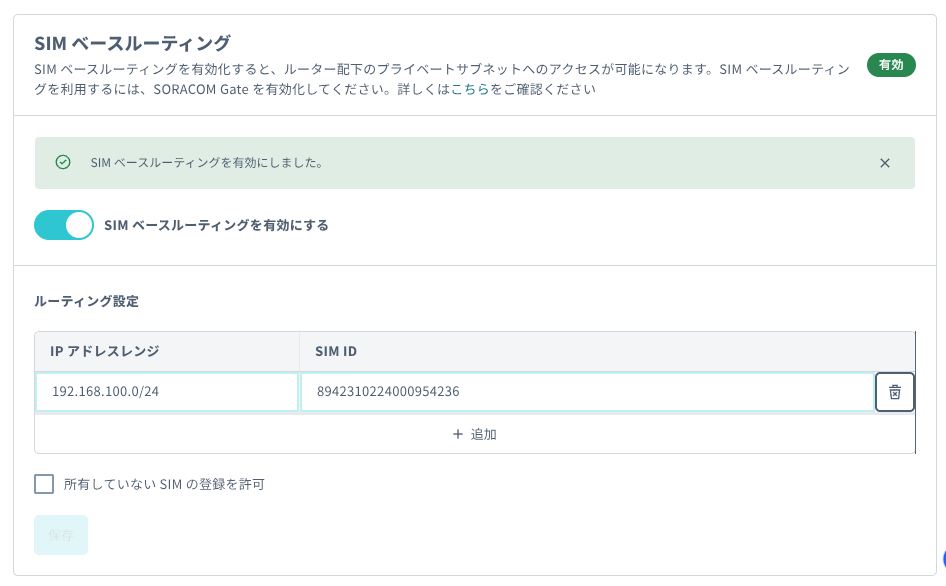 SIM ベースルーティング
SIM ベースルーティングを有効化すると、ルーター配下のプライベートサブネットへのアクセスが可能になります。SIM ベースルーティン
グを利用するには、SORACOM Gate を有効化してください。詳しくはこちらをご確認ください
有効
SIM ベースルーティングを有効にしました。
SIM ベースルーティングを有効にする
ルーティング設定
IP アドレスレンジ SIM ID
192.168.100.0/24 8942310224000954236
+ 追加
所有していない SIM の登録を許可
保存